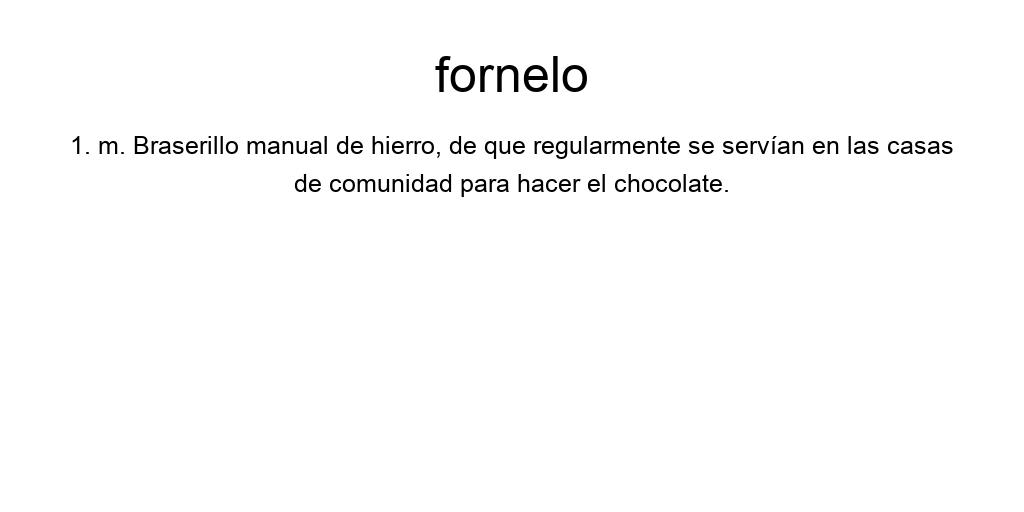 fornelo
1. m. Braserillo manual de hierro, de que regularmente se servían en las casas
de comunidad para hacer el chocolate.